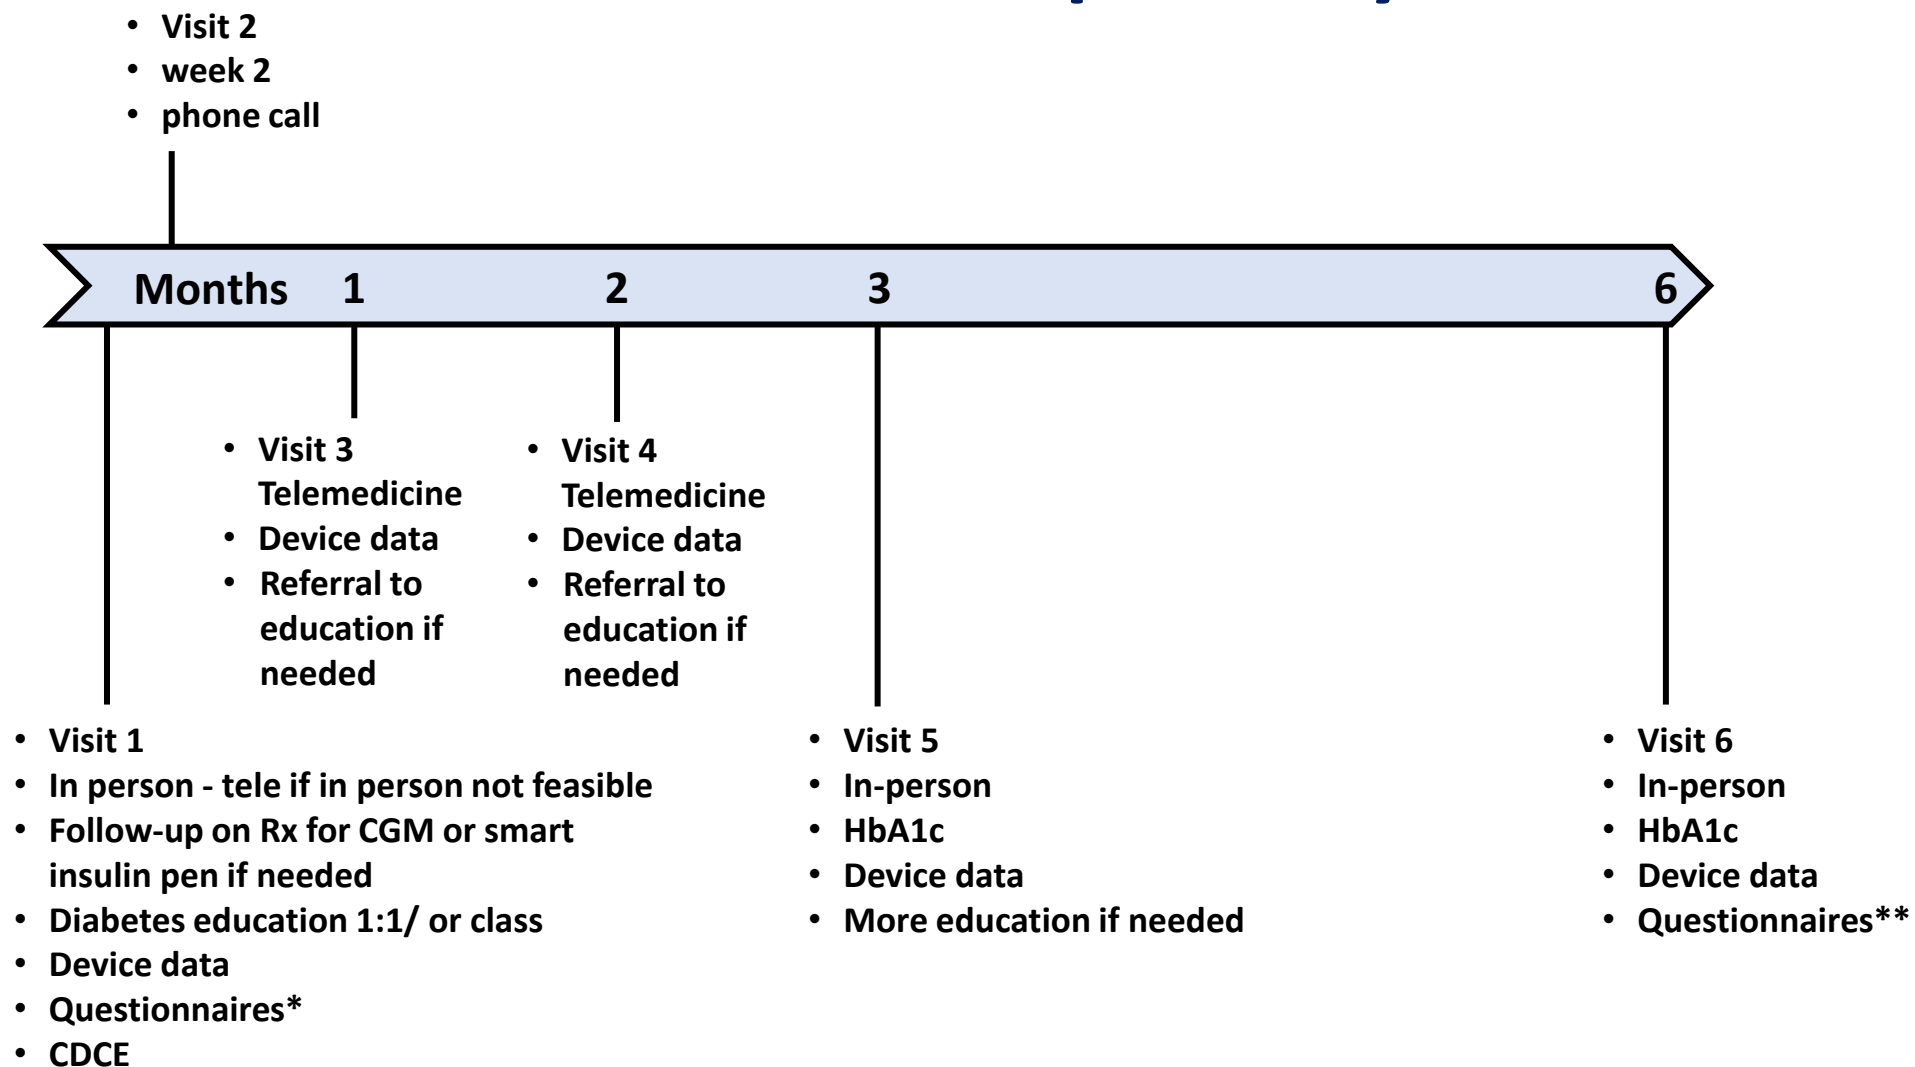 • Visit 2
• week 2
• phone call
Months 1 2 3 6
• Visit 3
Telemedicine
• Device data
• Referral to
education if
needed
• Visit 4
Telemedicine
• Device data
• Referral to
education if
needed
• Visit 1
• In person - tele if in person not feasible
• Follow-up on Rx for CGM or smart
insulin pen if needed
• Diabetes education 1:1/ or class
• Device data
• Questionnaires*
• CDCE
• Visit 5
• In-person
• HbA1c
• Device data
• More education if needed
• Visit 6
• In-person
• HbA1c
• Device data
• Questionnaires**